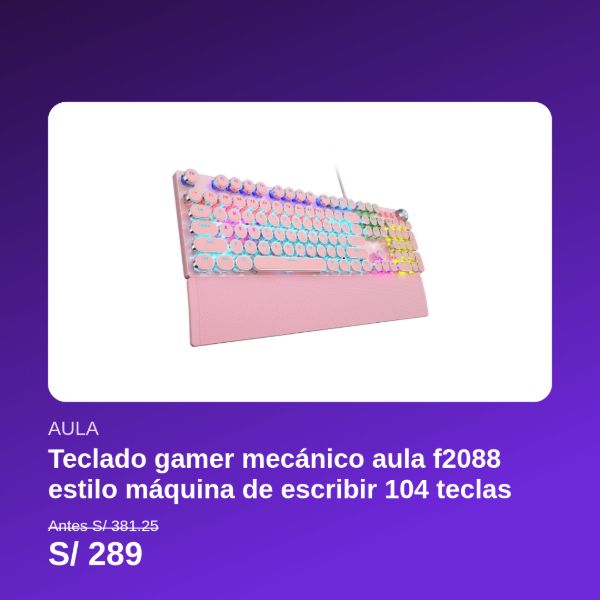 AULA
Teclado gamer mecánico aula f2088
estilo máquina de escribir 104 teclas
Antes S/ 381.25
S/ 289